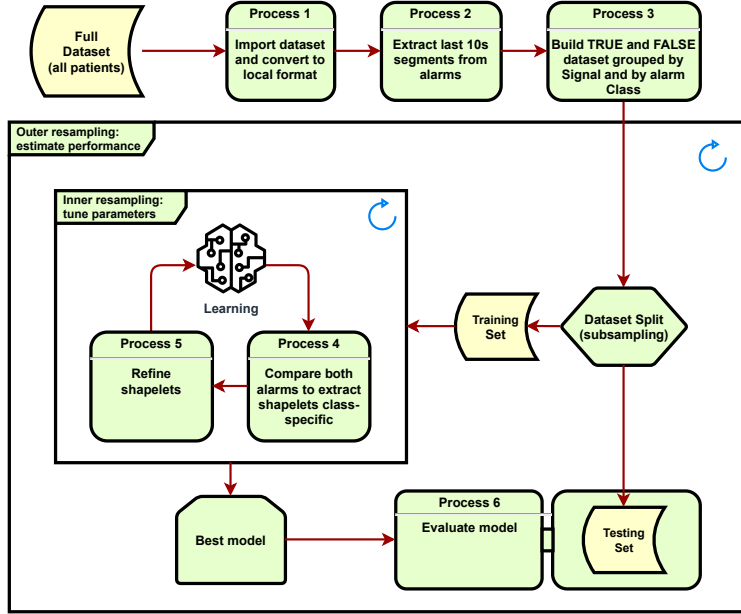 Full
Dataset
(all patients)
Process 1
Import dataset
and convert to
local format
Process 2
Extract last 10s
segments from
alarms
Process 3
Build TRUE and FALSE
dataset grouped by
Signal and by alarm
Class
Outer resampling:
estimate performance
Inner resampling:
tune parameters
Learning
Process 5
Refine
shapelets
Process 4
Compare both
alarms to extract
shapelets class-
specific
Training
Set
Dataset Split
(subsampling)
Best model
Process 6
Evaluate model
Testing
Set